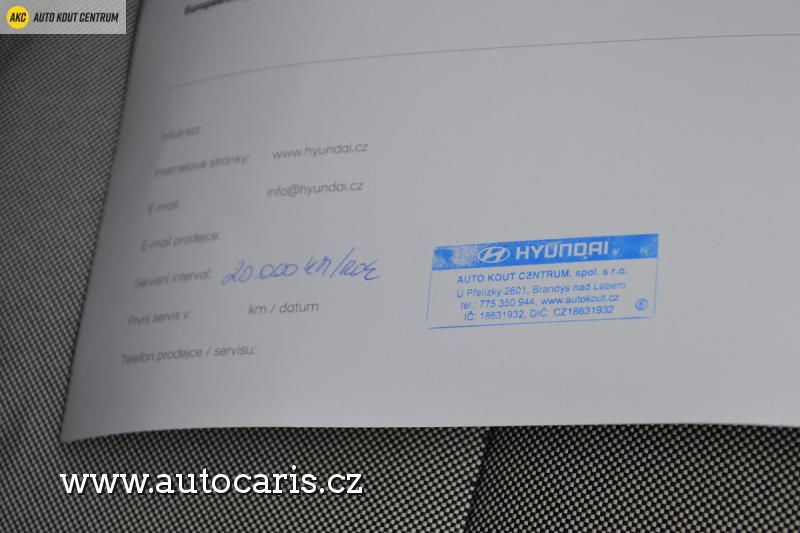 AKC AUTO KOUT CENTRUM
Infolinka:
Internetové stránky: www.hyundai.cz
E-mail: info@hyundai.cz
E-mail prodejce:
Servisní interval: 20 000 km/rok
První servis v: km / datum
Telefon prodejce / servisu:
HYUNDAI
AUTO KOUT CENTRUM, spol. s r.o.
U Přelízky 2601, Brandýs nad Labem
tel.: 775 350 944, www.autokout.cz
IČ: 18631932, DIČ: CZ18631932 6
www.autocaris.cz